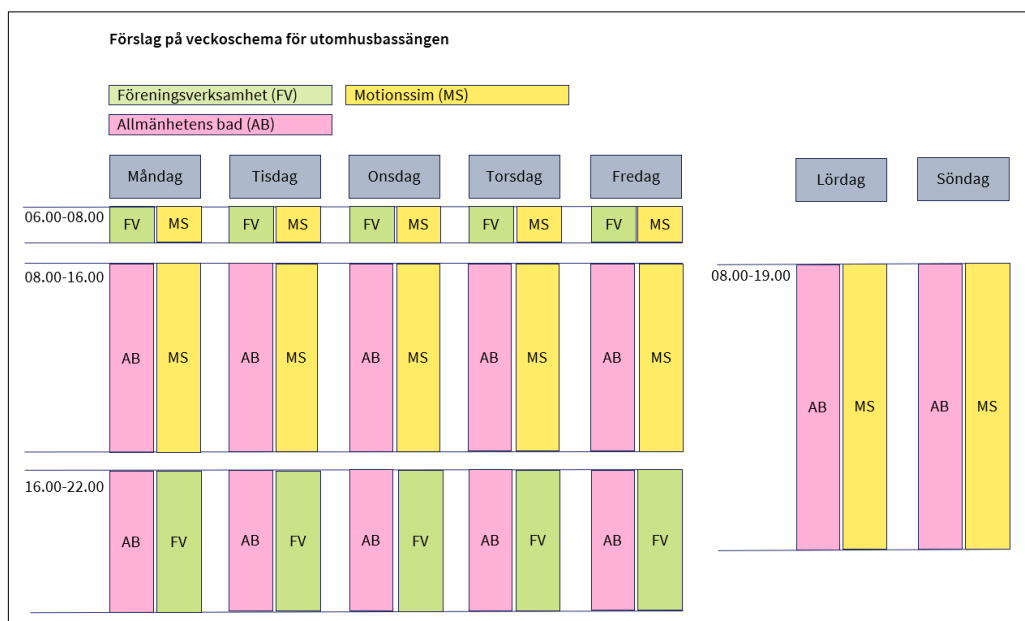 Förslag på veckoschema för utomhusbassängen
Föreningsverksamhet (FV) Motionssim (MS)
Allmänhetens bad (AB)
Måndag Tisdag Onsdag Torsdag Fredag Lördag Söndag
06.00-08.00 FV MS FV MS FV MS FV MS FV MS
08.00-16.00 08.00-19.00
AB MS AB MS AB MS AB MS AB MS
AB MS AB MS
16.00-22.00
AB FV AB FV AB FV AB FV AB FV